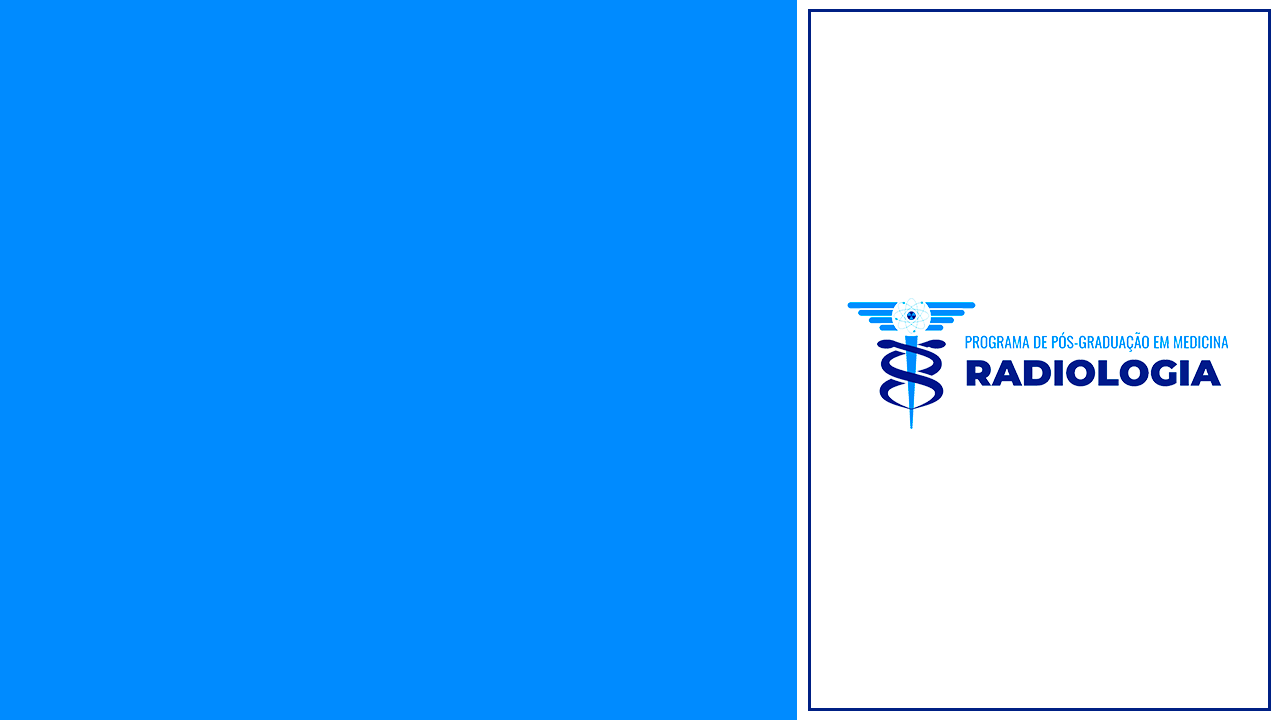 PROGRAMA DE PÓS-GRADUAÇÃO EM MEDICINA
RADIOLOGIA